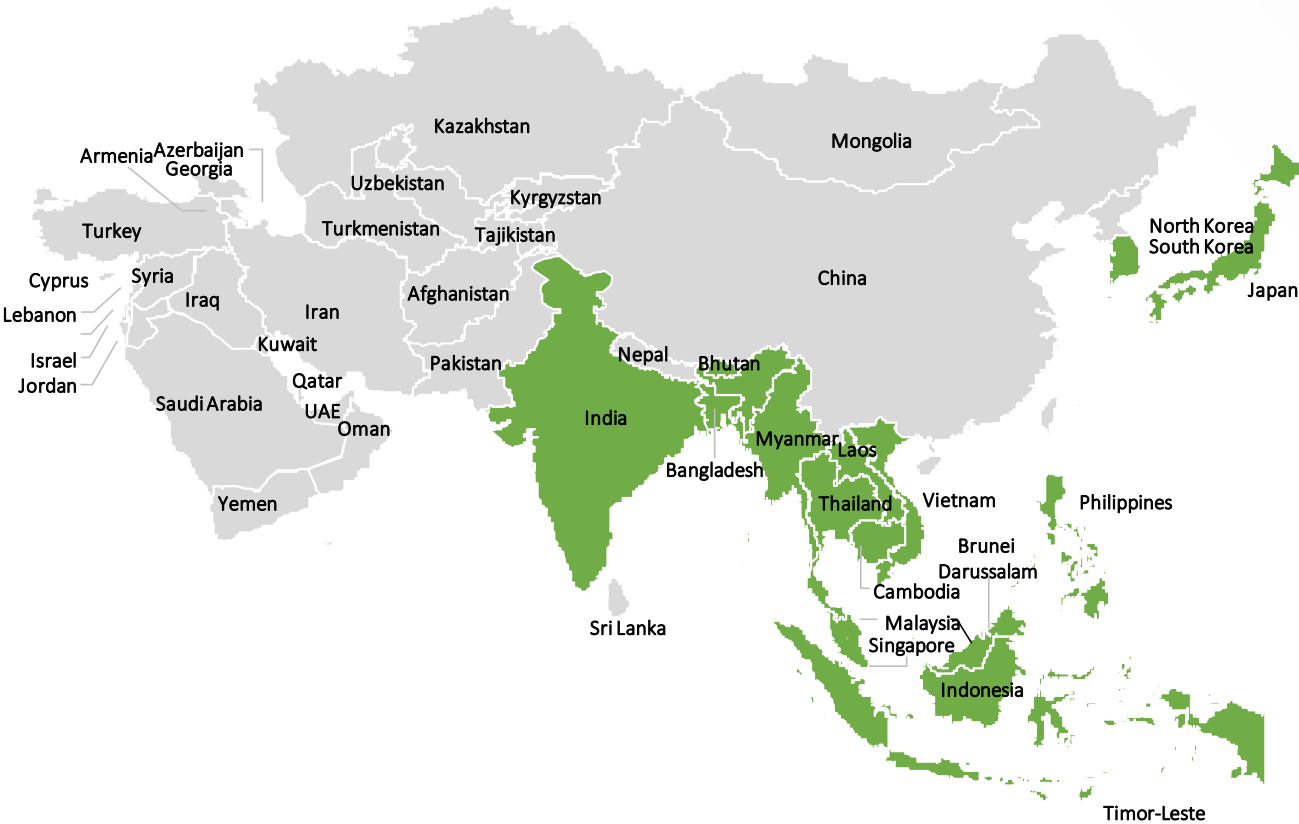 Kazakhstan
Mongolia
Azerbaijan
Armenia
Georgia
Uzbekistan
Kyrgyzstan
Turkey
Turkmenistan
Tajikistan
North Korea
South Korea
Cyprus
Syria
China
Japan
Lebanon
Iraq
Iran
Afghanistan
Israel
Kuwait
Jordan
Pakistan
Nepal
Bhutan
Qatar
Saudi Arabia
UAE
Oman
India
Myanmar
Laos
Bangladesh
Yemen
Thailand
Vietnam
Philippines
Brunei
Darussalam
Cambodia
Sri Lanka
Malaysia
Singapore
Indonesia
Timor-Leste